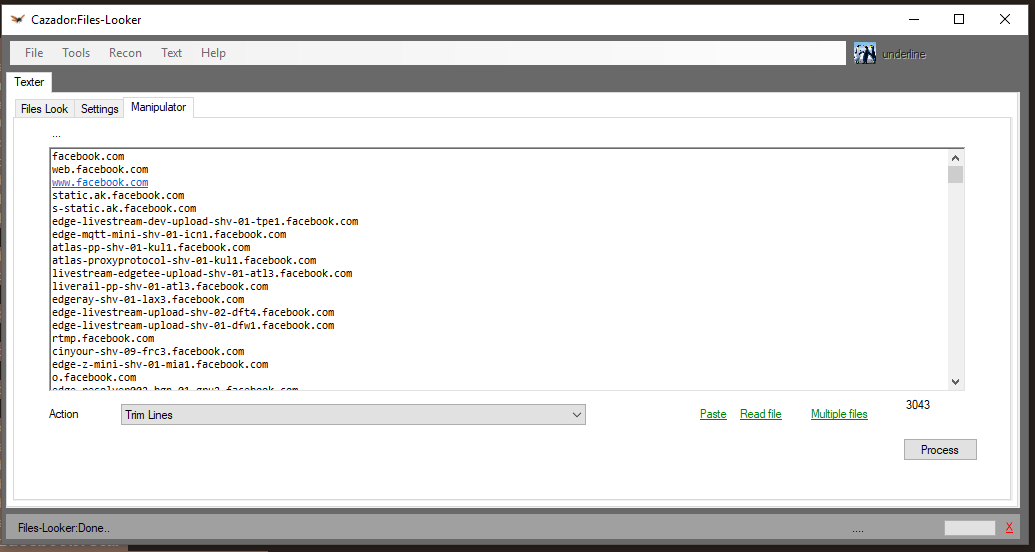 Cazador:Files-Looker
File Tools Recon Text Help underline
Texter
Files Look Settings Manipulator
...
facebook.com
web.facebook.com
www.facebook.com
static.ak.facebook.com
s-static.ak.facebook.com
edge-livestream-dev-upload-shv-01-tpe1.facebook.com
edge-mqtt-mini-shv-01-icn1.facebook.com
atlas-pp-shv-01-kul1.facebook.com
atlas-proxyprotocol-shv-01-kul1.facebook.com
livestream-edgetee-upload-shv-01-atl3.facebook.com
liverail-pp-shv-01-atl3.facebook.com
edgeray-shv-01-lax3.facebook.com
edge-livestream-upload-shv-02-dft4.facebook.com
edge-livestream-upload-shv-01-dfw1.facebook.com
rtmp.facebook.com
cinyour-shv-09-frc3.facebook.com
edge-z-mini-shv-01-mia1.facebook.com
o.facebook.com
Action Trim Lines Paste Read file Multiple files 3043
Process
Files-Looker:Done.. .... X